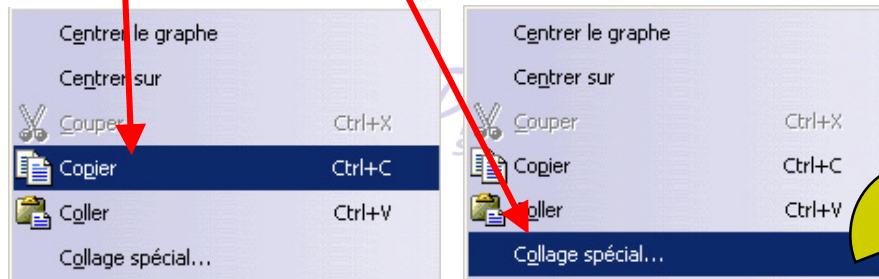 Centrer le graphe
Centrer sur
Couper Ctrl+X
Copier Ctrl+C
Coller Ctrl+V
Collage spécial...
Centrer le graphe
Centrer sur
Couper Ctrl+X
Copier Ctrl+C
Coller Ctrl+V
Collage spécial...